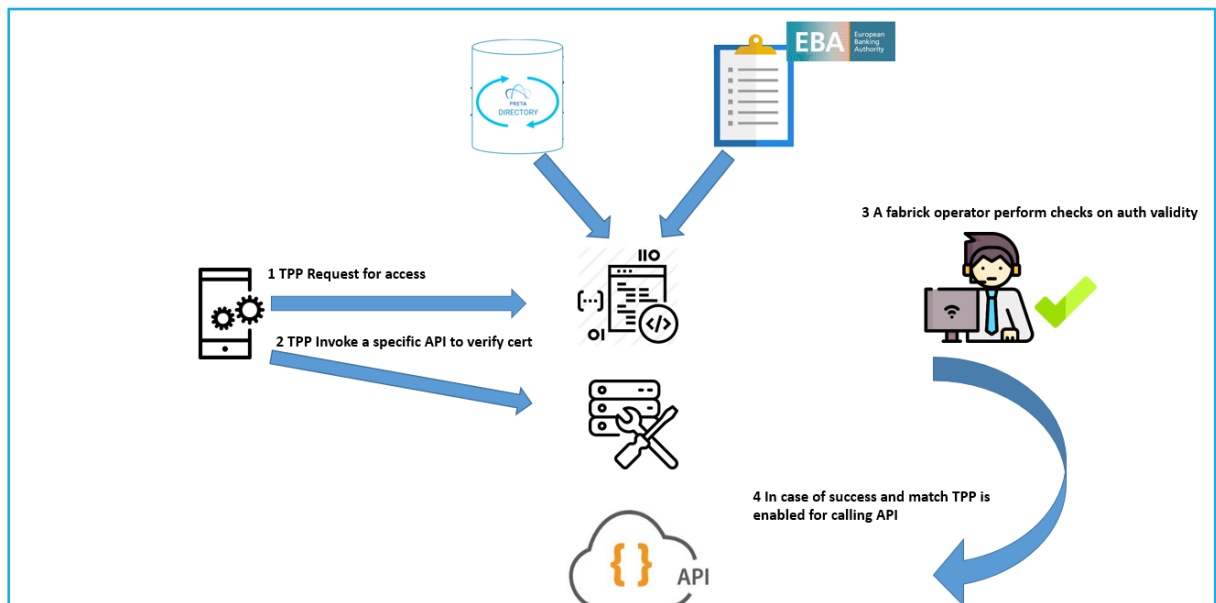 EBA
European
Banking
Authority
PRETA
DIRECTORY
3 A fabrick operator perform checks on auth validity
IIO
1 TPP Request for access
{...}
</>
OI
2 TPP Invoke a specific API to verify cert
4 In case of success and match TPP is
enabled for calling API
{ }
API